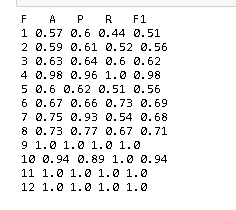 F A P R F1
1 0.57 0.6 0.44 0.51
2 0.59 0.61 0.52 0.56
3 0.63 0.64 0.6 0.62
4 0.98 0.96 1.0 0.98
5 0.6 0.62 0.51 0.56
6 0.67 0.66 0.73 0.69
7 0.75 0.93 0.54 0.68
8 0.73 0.77 0.67 0.71
9 1.0 1.0 1.0 1.0
10 0.94 0.89 1.0 0.94
11 1.0 1.0 1.0 1.0
12 1.0 1.0 1.0 1.0